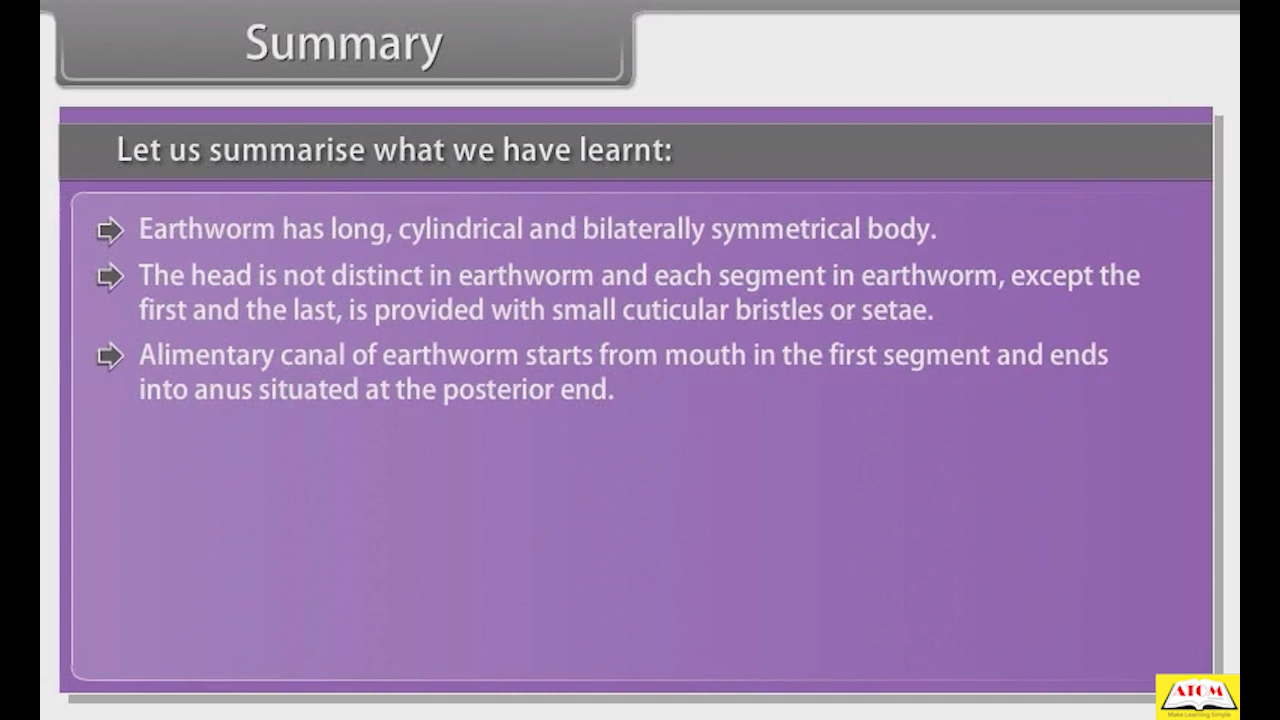 Summary
Let us summarise what we have learnt:
Earthworm has long, cylindrical and bilaterally symmetrical body.
The head is not distinct in earthworm and each segment in earthworm, except the
first and the last, is provided with small cuticular bristles or setae.
Alimentary canal of earthworm starts from mouth in the first segment and ends
into anus situated at the posterior end.
ATOM
Make Learning Simple